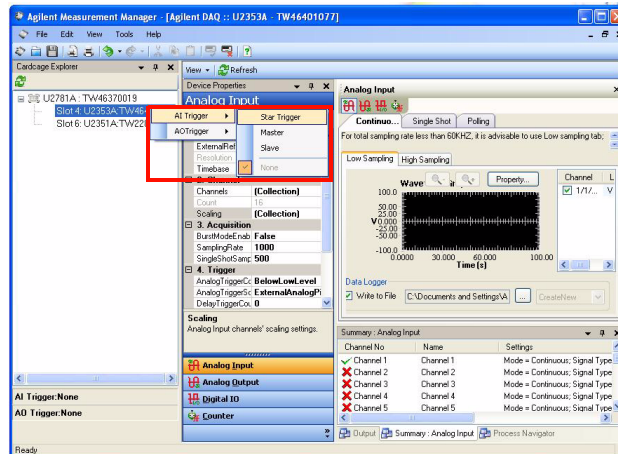 Agilent Measurement Manager - [Agilent DAQ :: U2353A - TW46401077]
File Edit View Tools Help
Cardcage Explorer
U2781A : TW46370019
Slot 4: U2353A:TW464
Slot 6: U2351A:TW22
AI Trigger:None
AO Trigger:None
Ready
View Refresh
Device Properties
Analog Input
AI Trigger
AOTrigger
Star Trigger
Master
Slave
None
ExternalRef
Resolution
Timebase
Channels (Collection)
Count 16
Scaling (Collection)
3. Acquisition
BurstModeEnab False
SamplingRate 1000
SingleShotSamp 500
4. Trigger
AnalogTriggerCo BelowLowLevel
AnalogTriggerSo ExternalAnalogPi
DelayTriggerCou 0
Scaling
Analog Input channels' scaling settings.
Analog Input
Analog Output
Digital IO
Counter
Analog Input
Continuo... Single Shot Polling
For total sampling rate less than 60KHZ, it is advisable to use Low sampling tab;
Low Sampling High Sampling
Wave
Property...
Channel L
1/1/... V
100.0
50.00
25.00
V 0.000
-25.00
-50.00
-100.0
0.0000 30.000 60.000 100.00
Time (s)
Data Logger
Write to File C:\Documents and Settings\A ... CreateNew
Summary : Analog Input
Channel No Name Settings
Channel 1 Channel 1 Mode = Continuous; Signal Type
Channel 2 Channel 2 Mode = Continuous; Signal Type
Channel 3 Channel 3 Mode = Continuous; Signal Type
Channel 4 Channel 4 Mode = Continuous; Signal Type
Channel 5 Channel 5 Mode = Continuous; Signal Type
Output Summary : Analog Input Process Navigator